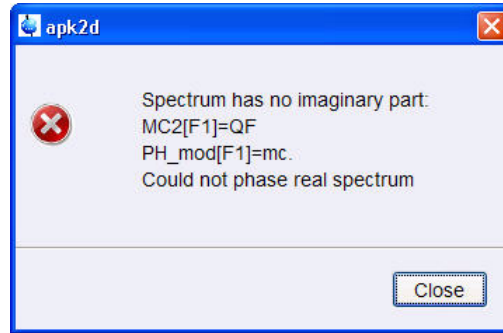 apk2d
Spectrum has no imaginary part:
MC2[F1]=QF
PH_mod[F1]=mc.
Could not phase real spectrum
Close